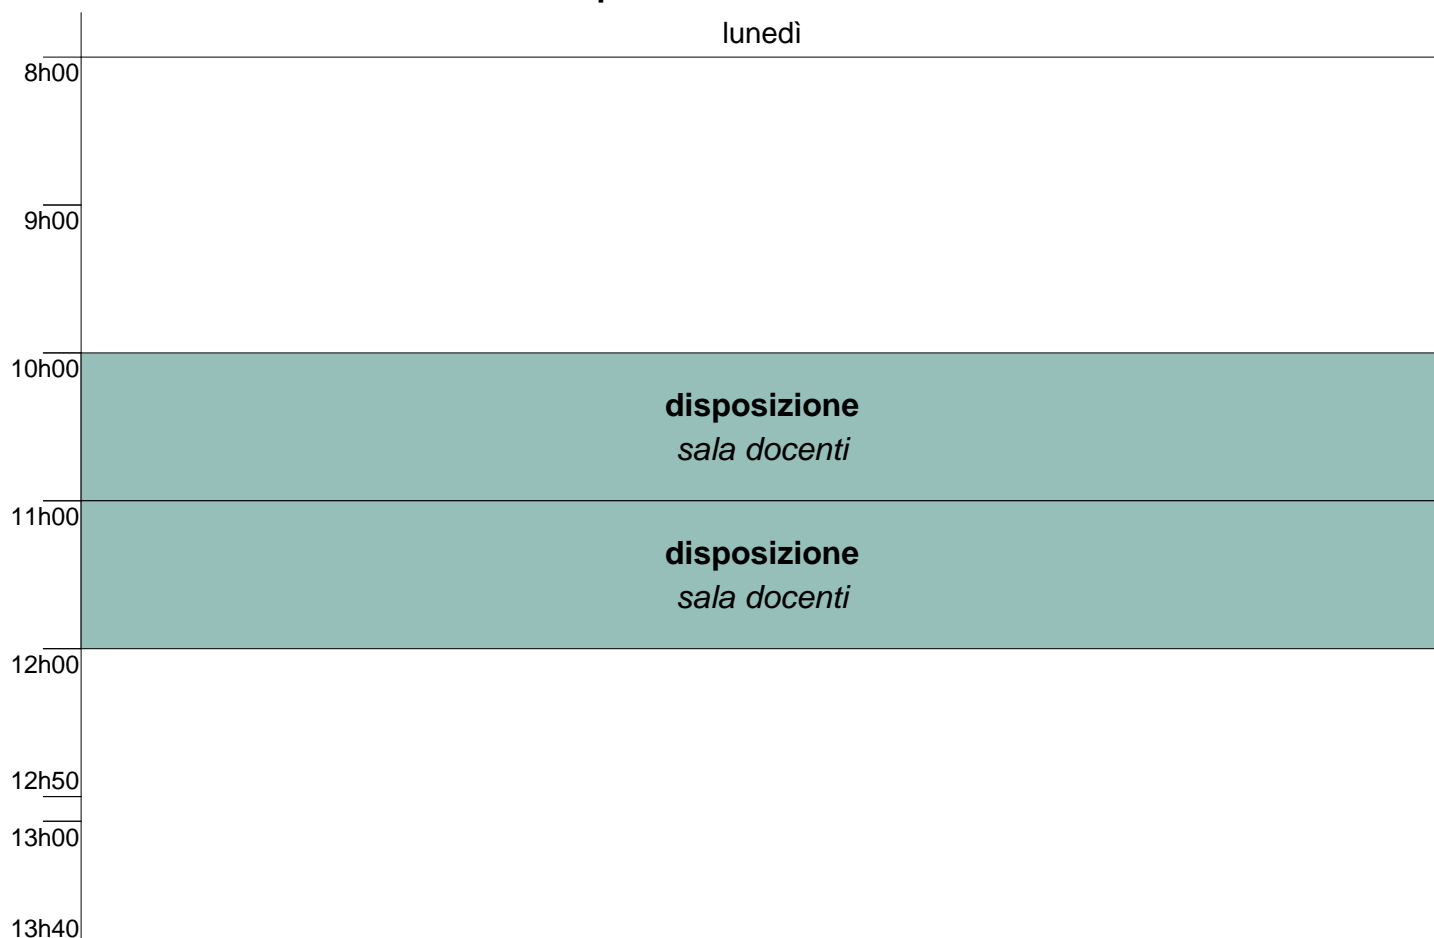 lunedì
8h00
9h00
10h00
disposizione
sala docenti
11h00
disposizione
sala docenti
12h00
12h50
13h00
13h40